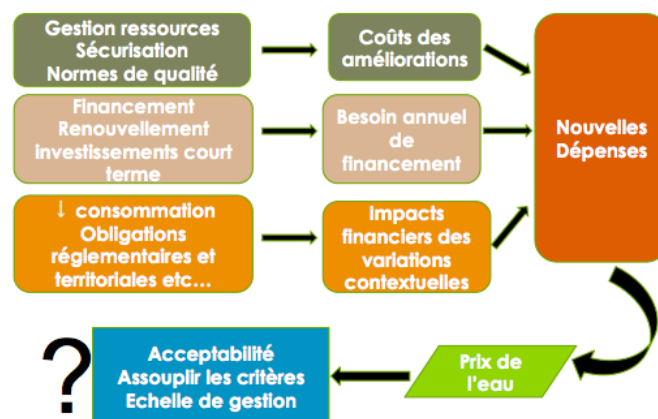 Gestion ressources
Sécurisation
Normes de qualité
Coûts des
améliorations
Financement
Renouvellement
investissements court
terme
Besoin annuel
de
financement
Nouvelles
Dépenses
↓ consommation
Obligations
réglementaires et
territoriales etc...
Impacts
financiers des
variations
contextuelles
?
Acceptabilité
Assouplir les critères
Echelle de gestion
Prix de
l'eau